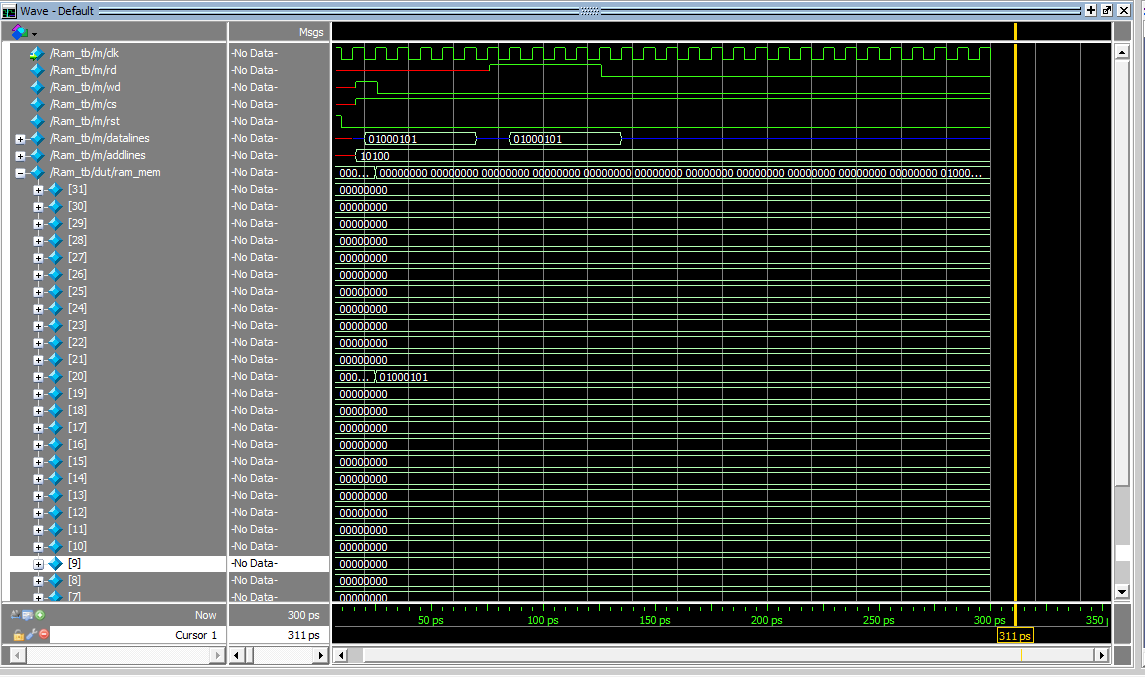 Wave - Default
Msgs
/Ram_tb/m/clk -No Data-
/Ram_tb/m/rd -No Data-
/Ram_tb/m/wd -No Data-
/Ram_tb/m/cs -No Data-
/Ram_tb/m/rst -No Data-
/Ram_tb/m/datalines -No Data- 01000101 01000101
/Ram_tb/m/addlines -No Data- 10100
/Ram_tb/dut/ram_mem -No Data- 000... 00000000 00000000 00000000 00000000 00000000 00000000 00000000 00000000 00000000 00000000 00000000 01000...
[31] -No Data- 00000000
[30] -No Data- 00000000
[29] -No Data- 00000000
[28] -No Data- 00000000
[27] -No Data- 00000000
[26] -No Data- 00000000
[25] -No Data- 00000000
[24] -No Data- 00000000
[23] -No Data- 00000000
[22] -No Data- 00000000
[21] -No Data- 00000000
[20] -No Data- 000... 01000101
[19] -No Data- 00000000
[18] -No Data- 00000000
[17] -No Data- 00000000
[16] -No Data- 00000000
[15] -No Data- 00000000
[14] -No Data- 00000000
[13] -No Data- 00000000
[12] -No Data- 00000000
[11] -No Data- 00000000
[10] -No Data- 00000000
[9] -No Data- 00000000
[8] -No Data- 00000000
[7] -No Data- 00000000
Now 300 ps 50 ps 100 ps 150 ps 200 ps 250 ps 300 ps 350
Cursor 1 311 ps 311 ps